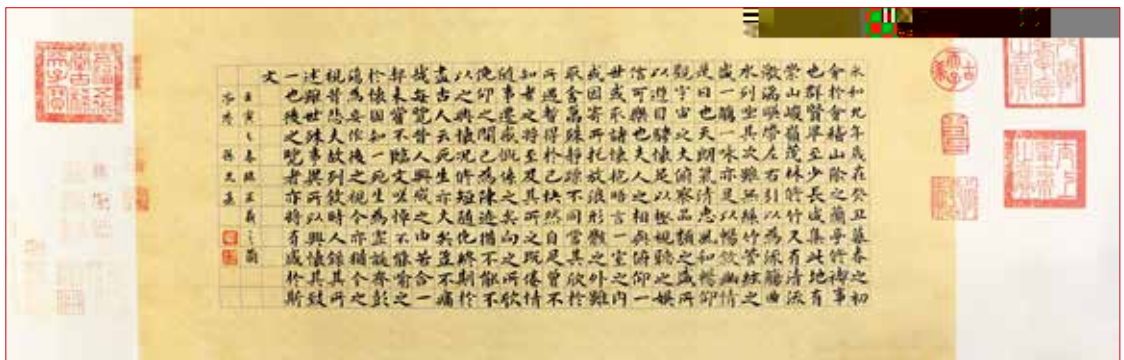 永和九年歲在癸丑暮春之初
會於會稽山陰之蘭亭修禊事
也群賢畢至少長咸集此地有
崇山峻嶺茂林修竹又有清流
激湍映帶左右引以為流觴曲
水列坐其次雖無絲竹管絃之
盛一觴一詠亦足以暢敘幽情
是日也天朗氣清惠風和暢仰
觀宇宙之大俯察品類之盛所
以遊目騁懷足以極視聽之娛
信可樂也夫人之相與俯仰一
世或取諸懷抱晤言一室之內
或因寄所託放浪形骸之外雖
取舍萬殊靜躁不同當其欣於
所遇暫得於己快然自足曾不
知老之將至及其所之既倦情
隨事遷感慨係之矣向之所欣
俛仰之間已為陳迹猶不能不
以之興懷況修短隨化終期於
盡古人云死生亦大矣豈不痛
哉每覽昔人興感之由若合一
契未嘗不臨文嗟悼不能喻之
於懷固知一死生為虛誕齊彭
殤為妄作後之視今亦猶今之
視昔悲夫故列敘時人錄其所
述雖世殊事異所以興懷其致
一也後之覽者亦將有感於斯
文
春臨王羲之蘭